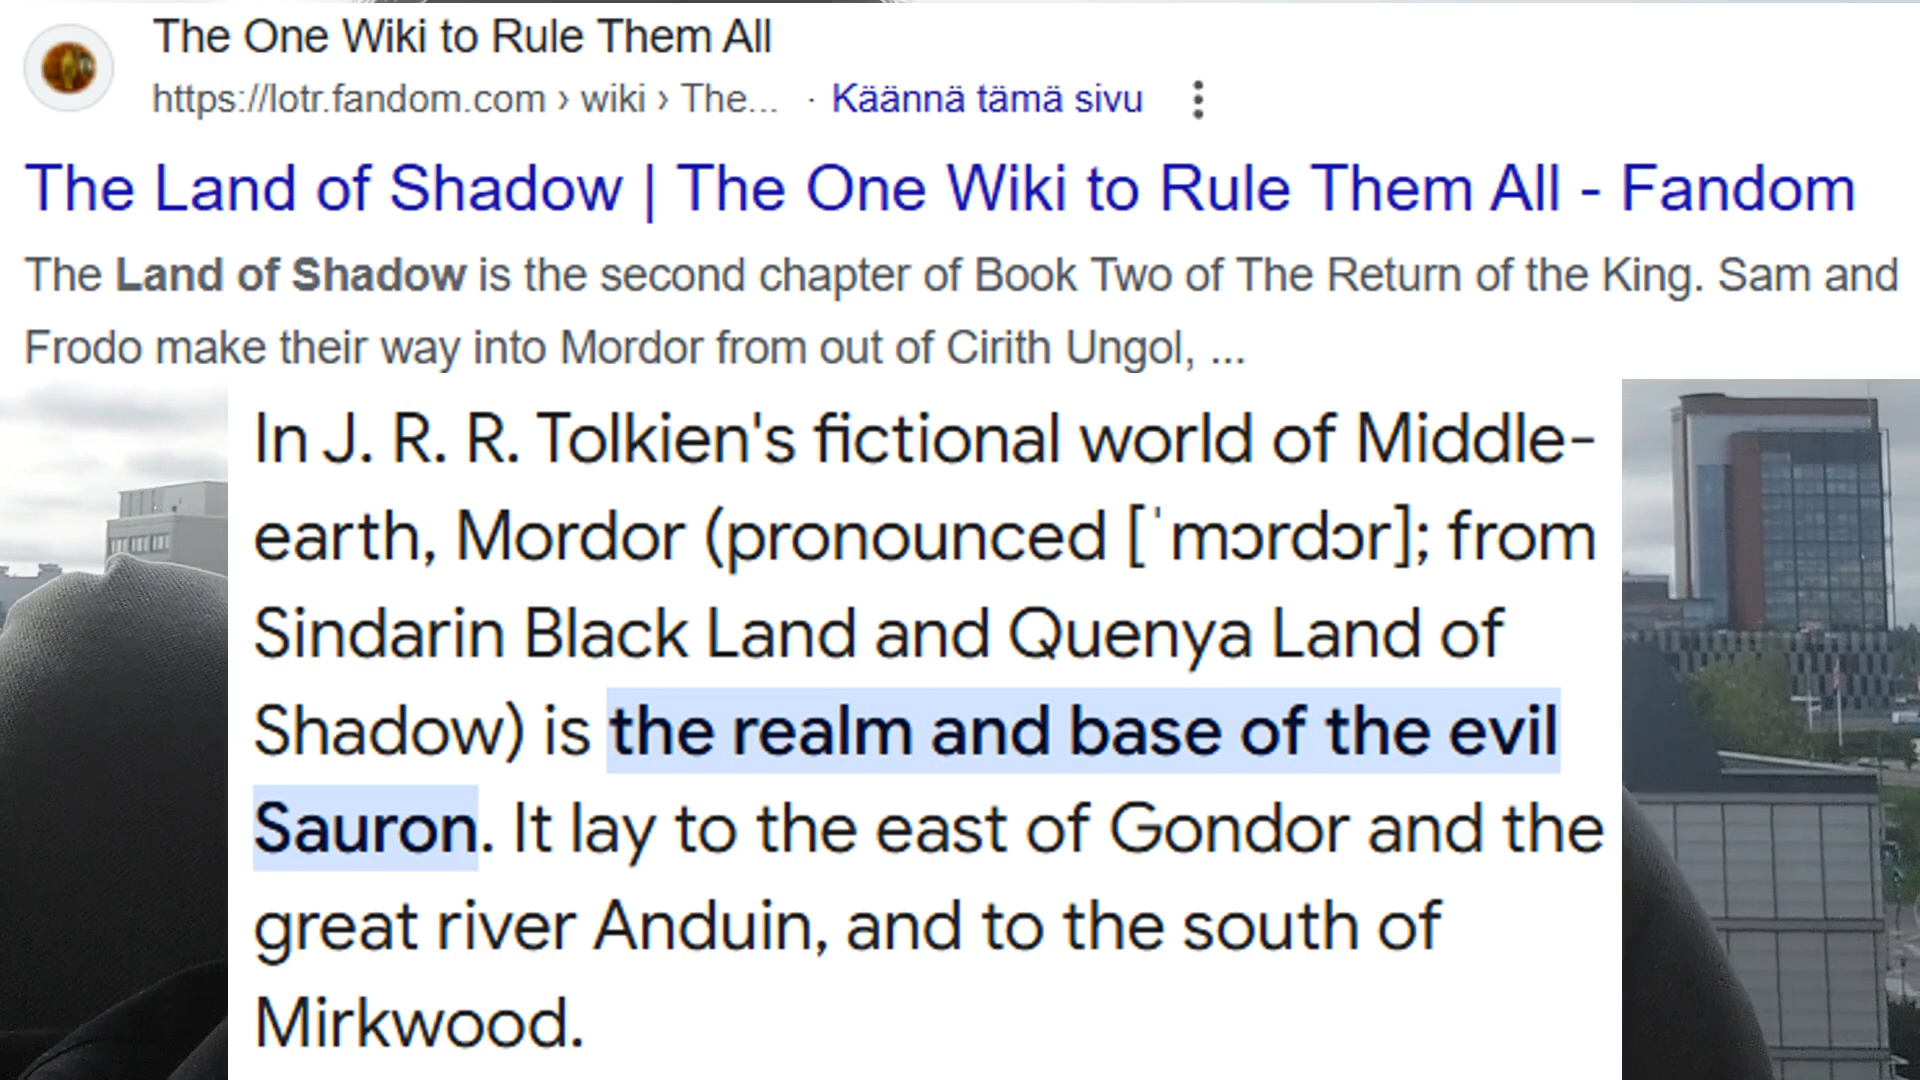 The One Wiki to Rule Them All
https://lotr.fandom.com › wiki › The... · Käännä tämä sivu
The Land of Shadow | The One Wiki to Rule Them All - Fandom
The Land of Shadow is the second chapter of Book Two of The Return of the King. Sam and
Frodo make their way into Mordor from out of Cirith Ungol, ...
In J. R. R. Tolkien's fictional world of Middle-
earth, Mordor (pronounced [ˈmɔrdɔr]; from
Sindarin Black Land and Quenya Land of
Shadow) is the realm and base of the evil
Sauron. It lay to the east of Gondor and the
great river Anduin, and to the south of
Mirkwood.